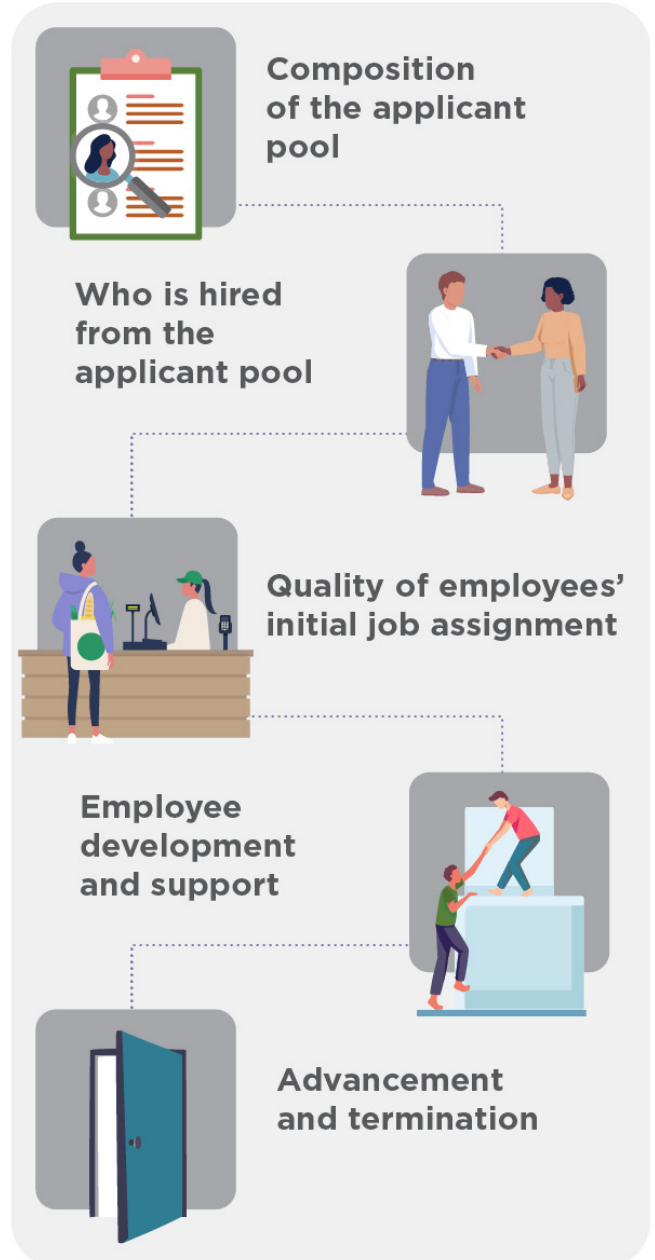 Composition
of the applicant
pool
Who is hired
from the
applicant pool
Quality of employees’
initial job assignment
Employee
development
and support
Advancement
and termination